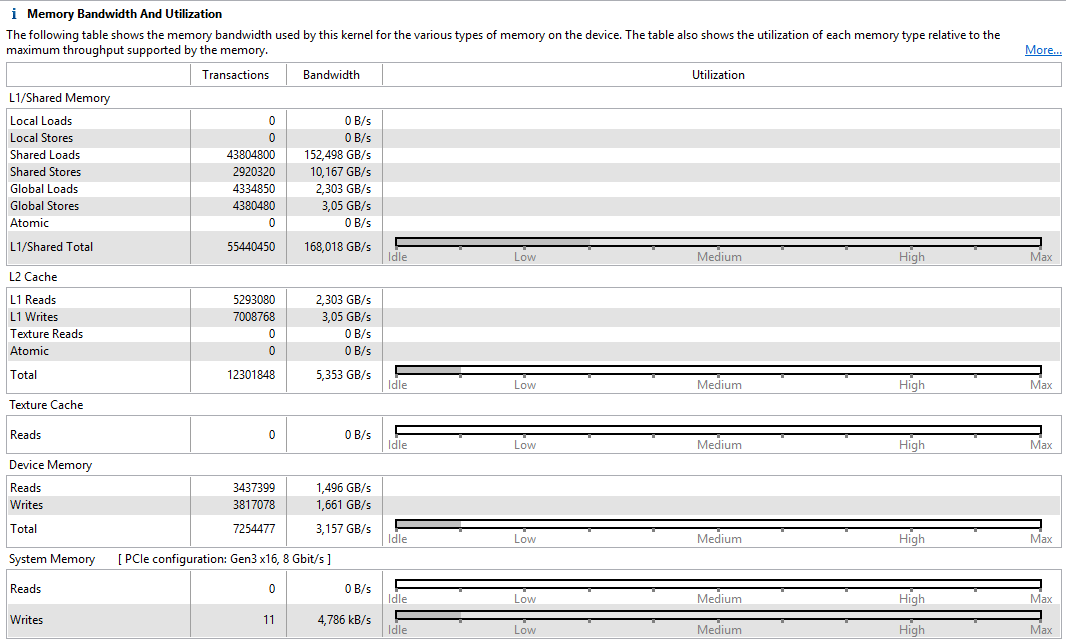 i Memory Bandwidth And Utilization
The following table shows the memory bandwidth used by this kernel for the various types of memory on the device. The table also shows the utilization of each memory type relative to the
maximum throughput supported by the memory. More...
Transactions Bandwidth Utilization
L1/Shared Memory
Local Loads 0 0 B/s
Local Stores 0 0 B/s
Shared Loads 43804800 152,498 GB/s
Shared Stores 2920320 10,167 GB/s
Global Loads 4334850 2,303 GB/s
Global Stores 4380480 3,05 GB/s
Atomic 0 0 B/s
L1/Shared Total 55440450 168,018 GB/s
Idle Low Medium High Max
L2 Cache
L1 Reads 5293080 2,303 GB/s
L1 Writes 7008768 3,05 GB/s
Texture Reads 0 0 B/s
Atomic 0 0 B/s
Total 12301848 5,353 GB/s
Idle Low Medium High Max
Texture Cache
Reads 0 0 B/s
Idle Low Medium High Max
Device Memory
Reads 3437399 1,496 GB/s
Writes 3817078 1,661 GB/s
Total 7254477 3,157 GB/s
Idle Low Medium High Max
System Memory [ PCIe configuration: Gen3 x16, 8 Gbit/s ]
Reads 0 0 B/s
Idle Low Medium High Max
Writes 11 4,786 kB/s
Idle Low Medium High Max